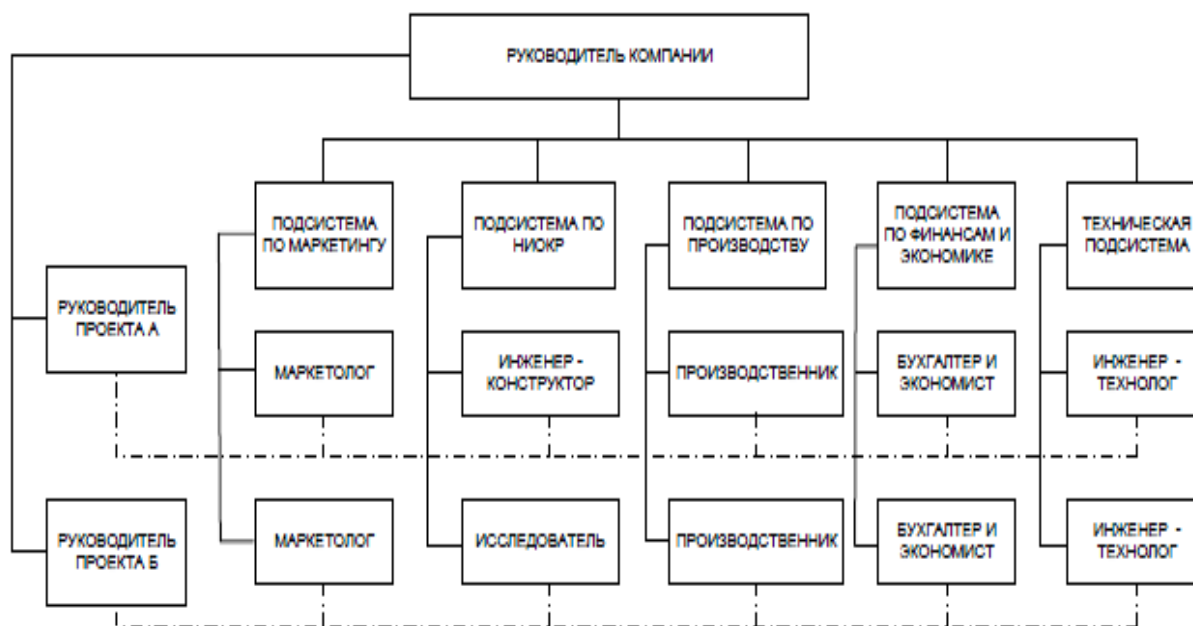 РУКОВОДИТЕЛЬ КОМПАНИИ
ПОДСИСТЕМА
ПО МАРКЕТИНГУ
ПОДСИСТЕМА ПО
НИОКР
ПОДСИСТЕМА ПО
ПРОИЗВОДСТВУ
ПОДСИСТЕМА
ПО ФИНАНСАМ И
ЭКОНОМИКЕ
ТЕХНИЧЕСКАЯ
ПОДСИСТЕМА
РУКОВОДИТЕЛЬ
ПРОЕКТА А
МАРКЕТОЛОГ
ИНЖЕНЕР -
КОНСТРУКТОР
ПРОИЗВОДСТВЕННИК
БУХГАЛТЕР И
ЭКОНОМИСТ
ИНЖЕНЕР -
ТЕХНОЛОГ
РУКОВОДИТЕЛЬ
ПРОЕКТА Б
МАРКЕТОЛОГ
ИССЛЕДОВАТЕЛЬ
ПРОИЗВОДСТВЕННИК
БУХГАЛТЕР И
ЭКОНОМИСТ
ИНЖЕНЕР -
ТЕХНОЛОГ